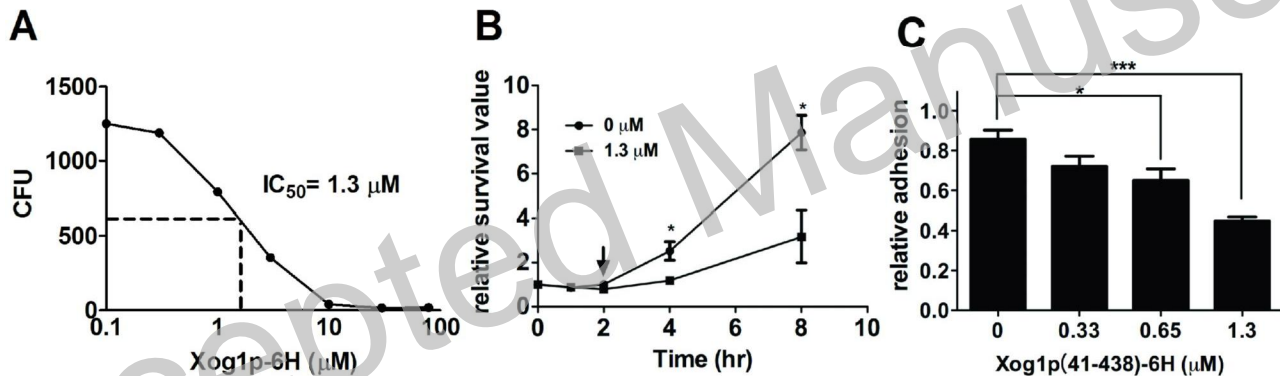 A
1500
1000
500
0
CFU
IC50= 1.3 μM
0.1
1
10
100
Xog1p-6H (μM)
B
10
8
6
4
2
0
relative survival value
0 μM
1.3 μM
*
*
0
2
4
6
8
10
Time (hr)
C
***
*
1.0
0.8
0.6
0.4
0.2
0.0
relative adhesion
0
0.33
0.65
1.3
Xog1p(41-438)-6H (μM)